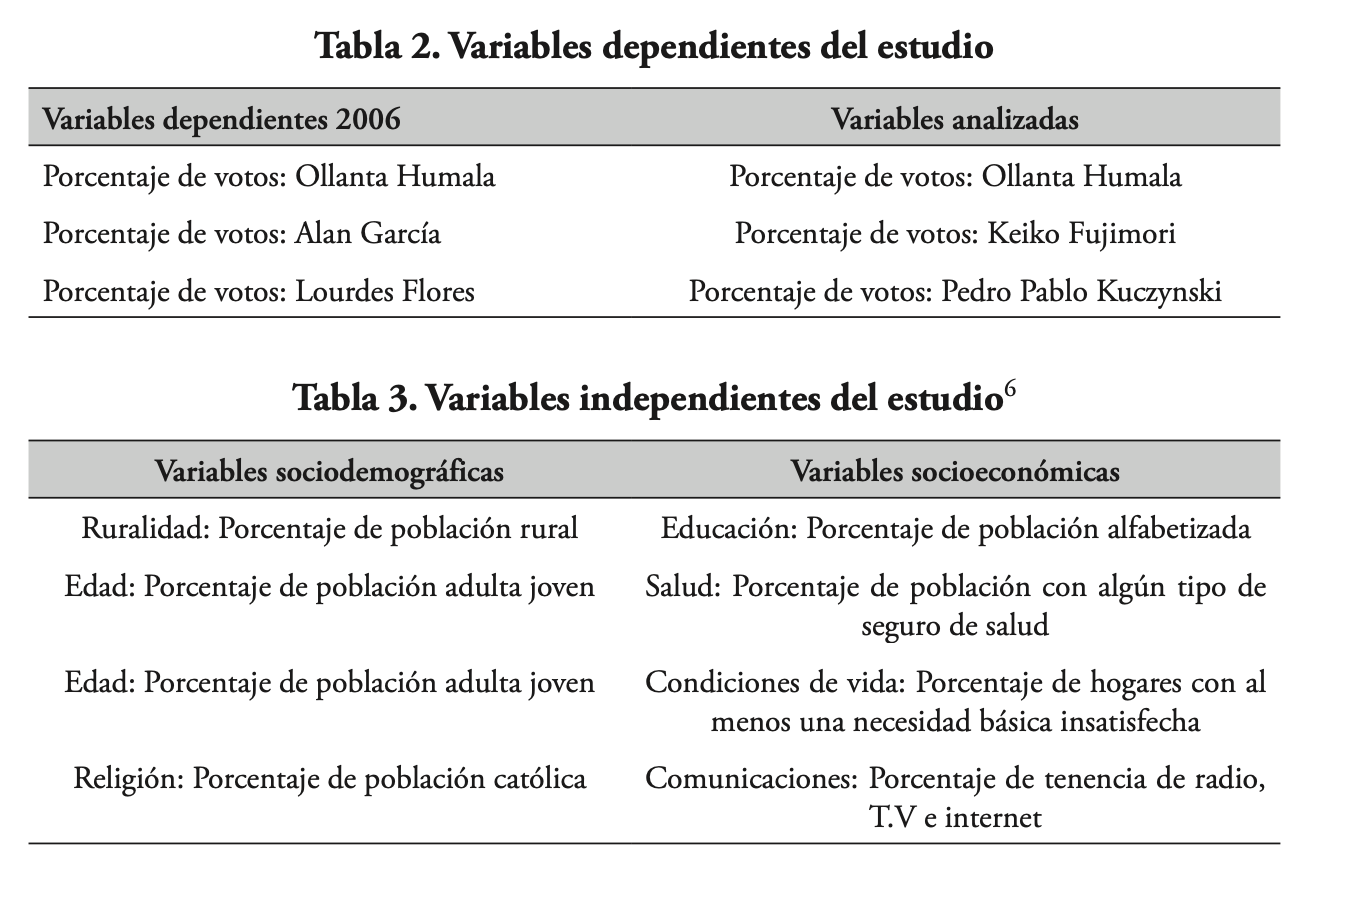 Tabla 2. Variables dependientes del estudio
Variables dependientes 2006 Variables analizadas
Porcentaje de votos: Ollanta Humala Porcentaje de votos: Ollanta Humala
Porcentaje de votos: Alan García Porcentaje de votos: Keiko Fujimori
Porcentaje de votos: Lourdes Flores Porcentaje de votos: Pedro Pablo Kuczynski
Tabla 3. Variables independientes del estudio6
Variables sociodemográficas Variables socioeconómicas
Ruralidad: Porcentaje de población rural Educación: Porcentaje de población alfabetizada
Edad: Porcentaje de población adulta joven Salud: Porcentaje de población con algún tipo de
seguro de salud
Edad: Porcentaje de población adulta joven Condiciones de vida: Porcentaje de hogares con al
menos una necesidad básica insatisfecha
Religión: Porcentaje de población católica Comunicaciones: Porcentaje de tenencia de radio,
T.V e internet